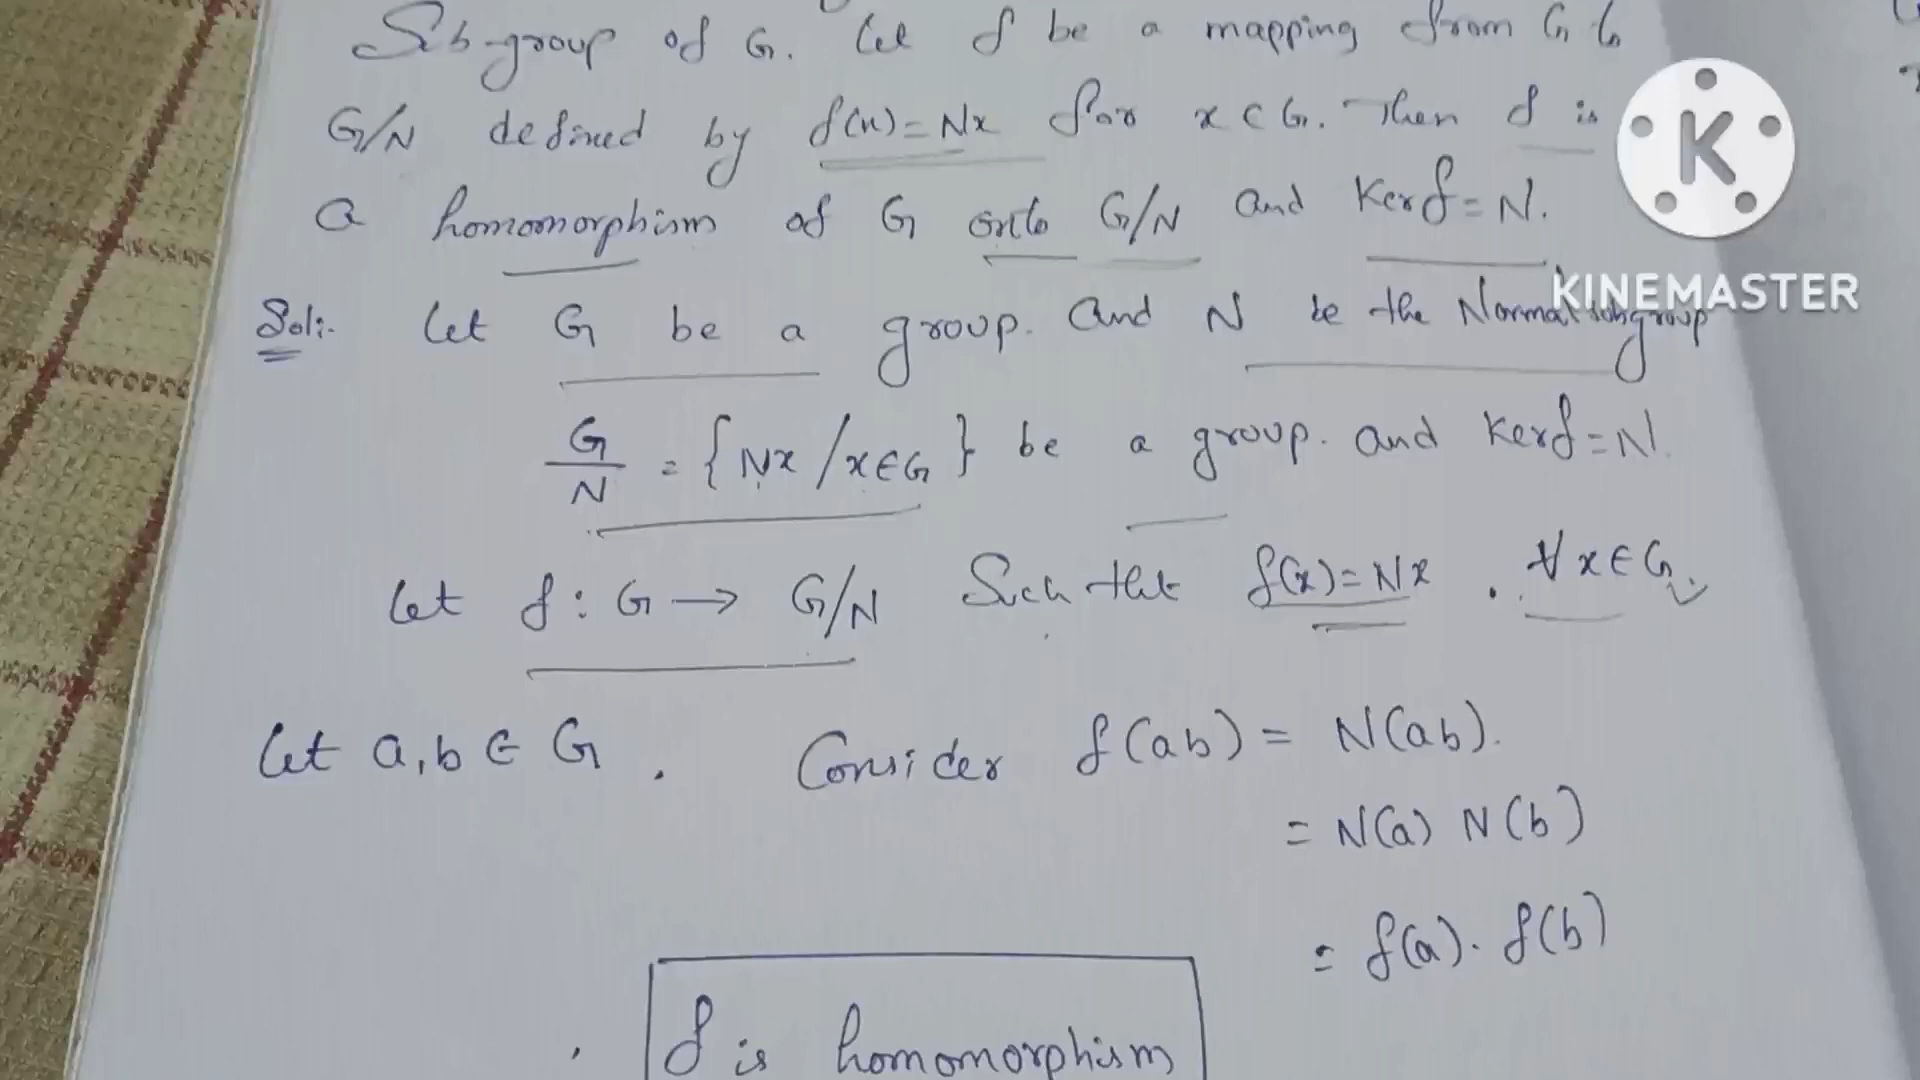 Sub-group of G. Let f be a mapping from G to
G/N defined by f(x)=Nx for x ∈ G. Then f is
a homomorphism of G onto G/N and Kerf=N.
Sol:- Let G be a group. and N be the Normal subgroup
G/N = {Nx /x∈G} be a group. and Kerf=N.
Let f : G → G/N Such that f(x)=Nx . ∀x∈G.
Let a,b ∈ G . Consider f(ab) = N(ab).
= N(a) N(b)
= f(a). f(b)
f is homomorphism
K
KINEMASTER